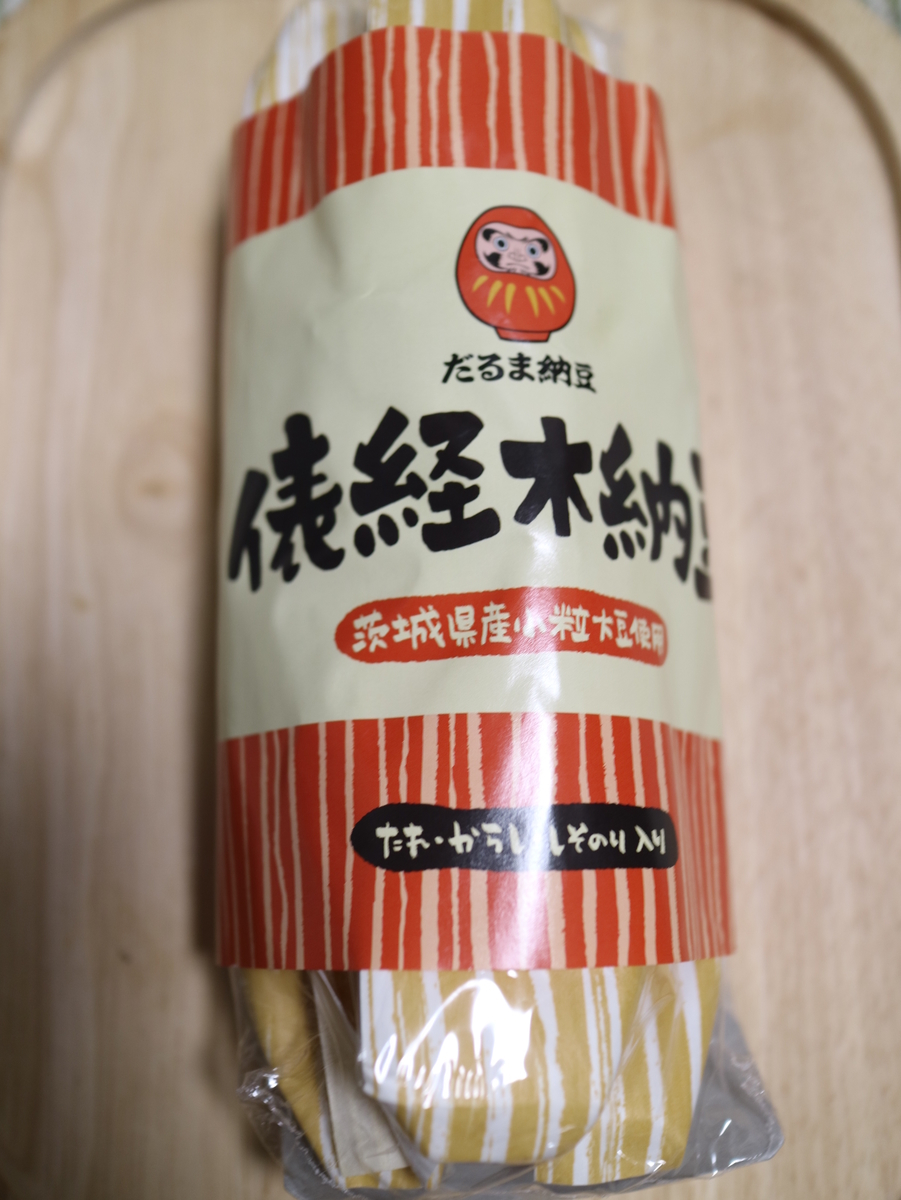 だるま納豆
俵経木納豆
茨城県産小粒大豆使用
たれ・からし・しそのり入り